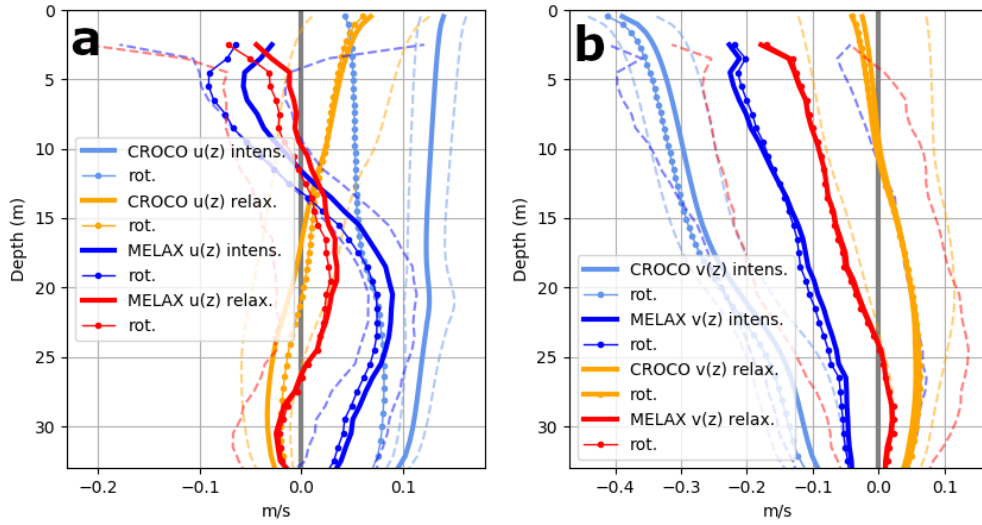 a
0
5
10
15
20
25
30
Depth (m)
CROCO u(z) intens.
rot.
CROCO u(z) relax.
rot.
MELAX u(z) intens.
rot.
MELAX u(z) relax.
rot.
−0.2 −0.1 0.0 0.1
m/s
b
0
5
10
15
20
25
30
Depth (m)
CROCO v(z) intens.
rot.
MELAX v(z) intens.
rot.
CROCO v(z) relax.
rot.
MELAX v(z) relax.
rot.
−0.4 −0.3 −0.2 −0.1 0.0 0.1
m/s